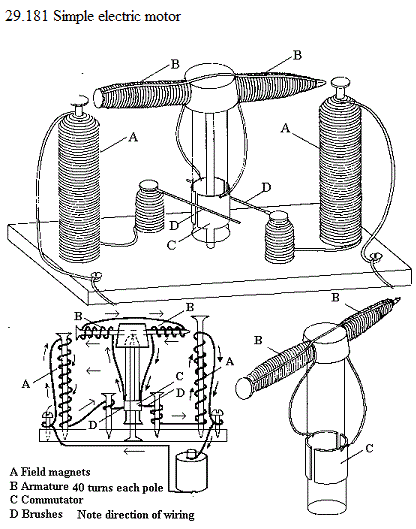 29.181 Simple electric motor
B
B
A
A
D
D
C
B
B
B
B
A
A
C
D
D
C
A Field magnets
B Armature 40 turns each pole
C Commutator
D Brushes Note direction of wiring